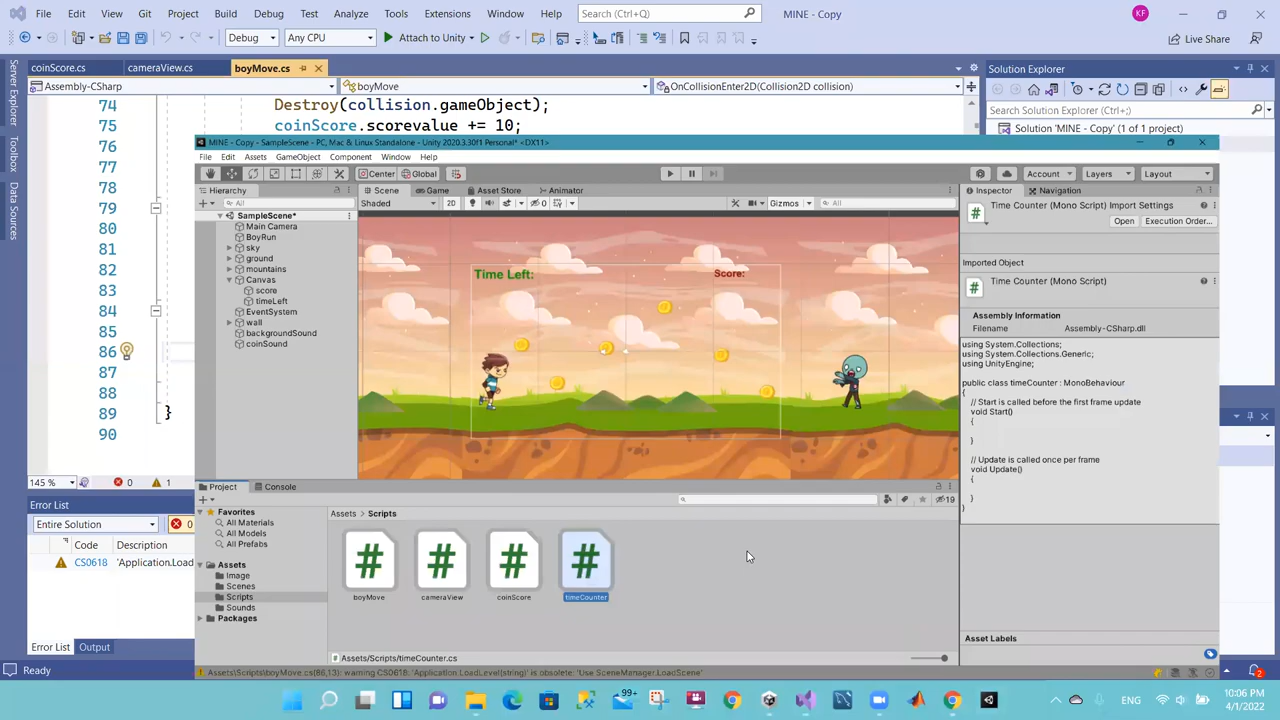 File Edit View Git Project Build Debug Test Analyze Tools Extensions Window Help Search (Ctrl+Q) MINE - Copy KF
Debug Any CPU Attach to Unity Live Share
coinScore.cs cameraView.cs boyMove.cs
Assembly-CSharp boyMove OnCollisionEnter2D(Collision2D collision)
Server Explorer
Toolbox
Data Sources
74 Destroy(collision.gameObject);
75 coinScore.scorevalue += 10;
76
77
78
79
80
81
82
83
84
85
86
87
88
89 }
90
145 % 0 1
Error List
Entire Solution 0
Code Description
CS0618 'Application.Load
Error List Output
Ready
Solution Explorer
Search Solution Explorer (Ctrl+;)
Solution 'MINE - Copy' (1 of 1 project)
MINE - Copy - SampleScene - PC, Mac & Linux Standalone - Unity 2020.3.30f1 Personal* <DX11>
File Edit Assets GameObject Component Window Help
Center Global Account Layers Layout
Hierarchy
All
SampleScene*
Main Camera
BoyRun
sky
ground
mountains
Canvas
score
timeLeft
EventSystem
wall
backgroundSound
coinSound
Scene Game Asset Store Animator
Shaded 2D 0 Gizmos All
Time Left: Score:
Inspector Navigation
Time Counter (Mono Script) Import Settings
Open Execution Order...
Imported Object
Time Counter (Mono Script)
Assembly Information
Filename Assembly-CSharp.dll
using System.Collections;
using System.Collections.Generic;
using UnityEngine;
public class timeCounter : MonoBehaviour
{
// Start is called before the first frame update
void Start()
{
}
// Update is called once per frame
void Update()
{
}
}
Asset Labels
Project Console
19
Favorites
All Materials
All Models
All Prefabs
Assets
Image
Scenes
Scripts
Sounds
Packages
Assets > Scripts
# # # #
boyMove cameraView coinScore timeCounter
Assets/Scripts/timeCounter.cs
Assets\Scripts\boyMove.cs(86,13): warning CS0618: 'Application.LoadLevel(string)' is obsolete: 'Use SceneManager.LoadScene'
99+ ENG 10:06 PM
4/1/2022 2